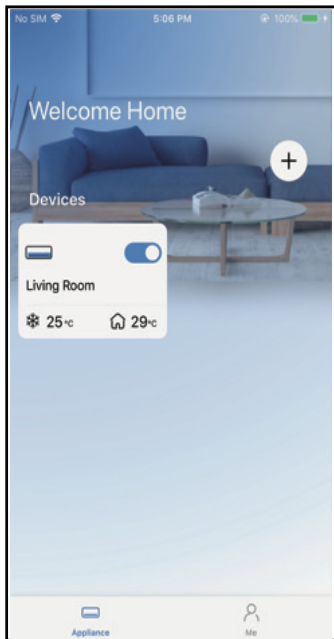 No SIM 5:06 PM 100%
Welcome Home
+
Devices
Living Room
25°C 29°C
Appliance Me